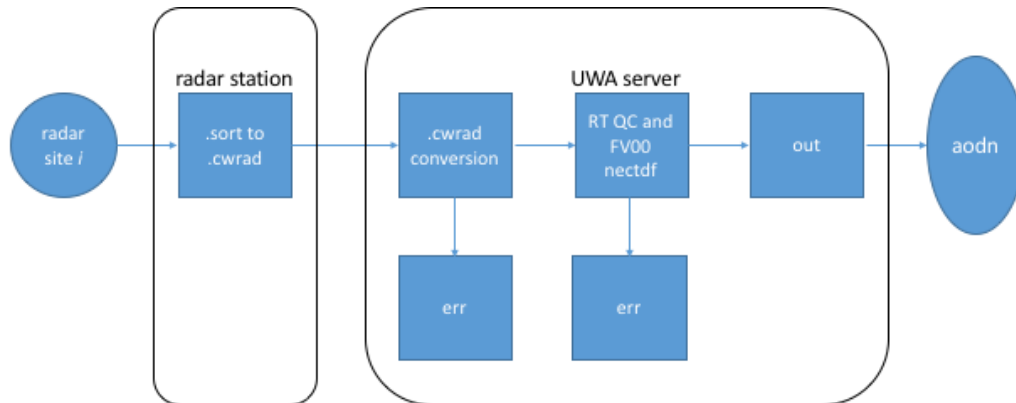 radar station
UWA server
radar
site i
.sort to
.cwrad
.cwrad
conversion
RT QC and
FV00
nectdf
out
aodn
err
err